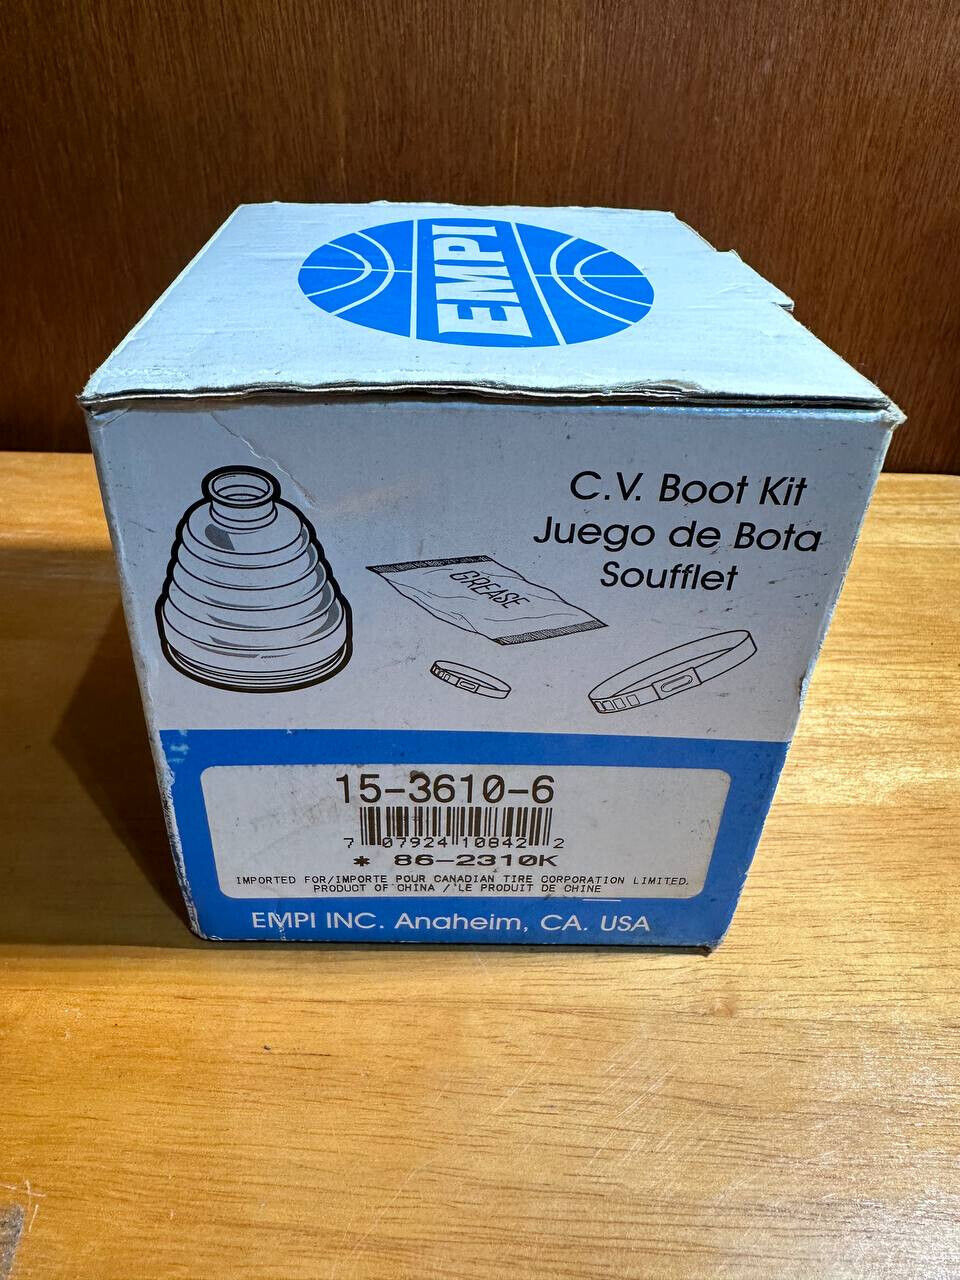 EMPI
C.V. Boot Kit
Juego de Bota
Soufflet
GREASE
15-3610-6
7 07924 10842 2
* 86-2310K
IMPORTED FOR/IMPORTE POUR CANADIAN TIRE CORPORATION LIMITED.
PRODUCT OF CHINA / LE PRODUIT DE CHINE
EMPI INC. Anaheim, CA. USA